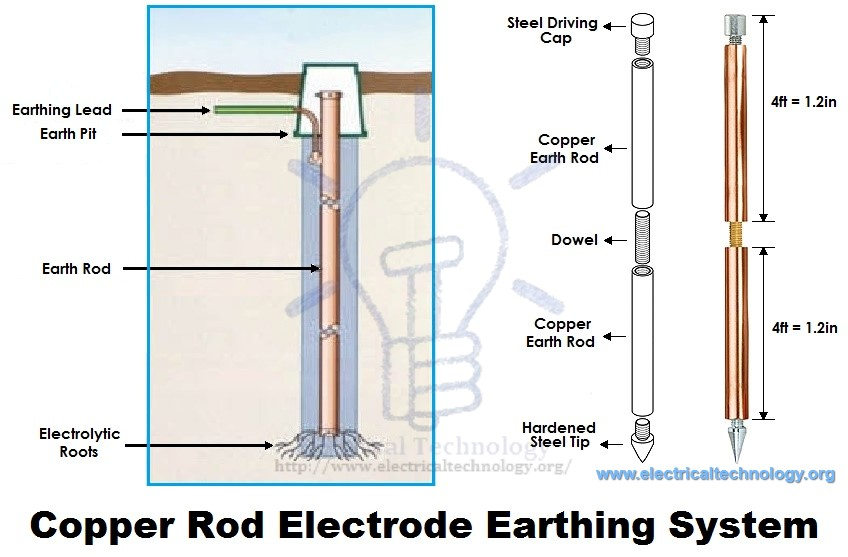 Earthing Lead
Earth Pit
Earth Rod
Electrolytic
Roots
Steel Driving
Cap
Copper
Earth Rod
Dowel
Copper
Earth Rod
Hardened
Steel Tip
4ft = 1.2in
4ft = 1.2in
al Technology
http://www.electricaltechnology.org/
www.electricaltechnology.org
Copper Rod Electrode Earthing System